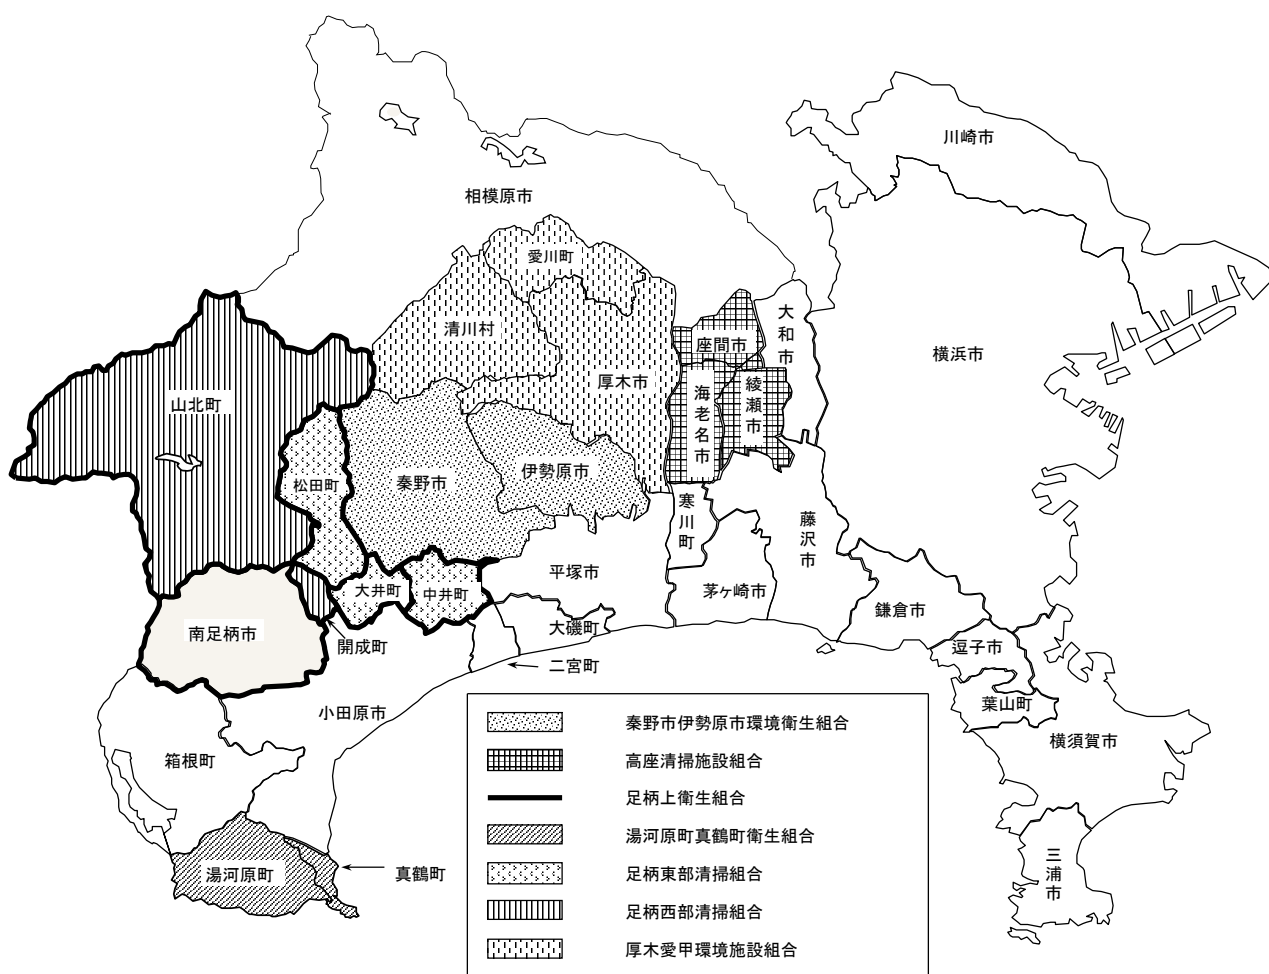 川崎市
相模原市
愛川町
清川村
大和市
座間市
横浜市
厚木市
海老名市
綾瀬市
山北町
伊勢原市
秦野市
松田町
寒川町
藤沢市
平塚市
大井町
中井町
茅ヶ崎市
鎌倉市
南足柄市
開成町
大磯町
逗子市
二宮町
葉山町
小田原市
横須賀市
箱根町
湯河原町
真鶴町
三浦市
秦野市伊勢原市環境衛生組合
高座清掃施設組合
足柄上衛生組合
湯河原町真鶴町衛生組合
足柄東部清掃組合
足柄西部清掃組合
厚木愛甲環境施設組合